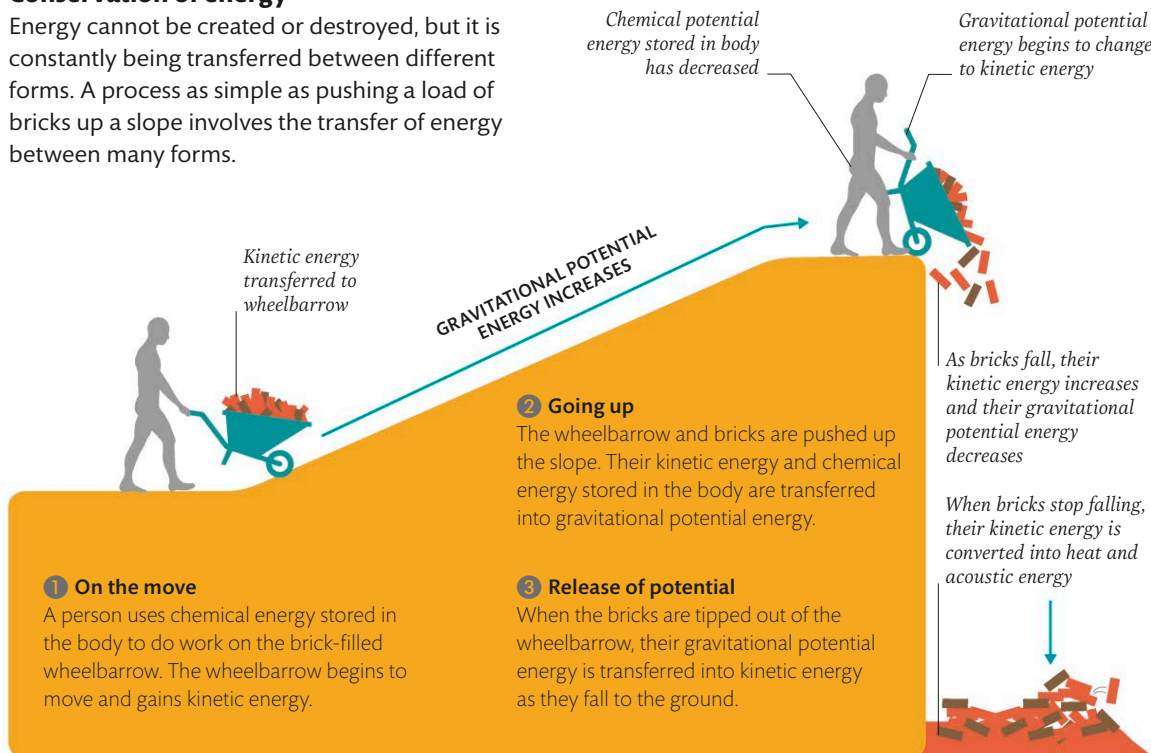 Conservation of energy
Energy cannot be created or destroyed, but it is
constantly being transferred between different
forms. A process as simple as pushing a load of
bricks up a slope involves the transfer of energy
between many forms.
Chemical potential
energy stored in body
has decreased
Gravitational potential
energy begins to change
to kinetic energy
Kinetic energy
transferred to
wheelbarrow
GRAVITATIONAL POTENTIAL
ENERGY INCREASES
As bricks fall, their
kinetic energy increases
and their gravitational
potential energy
decreases
When bricks stop falling,
their kinetic energy is
converted into heat and
acoustic energy
1 On the move
A person uses chemical energy stored in
the body to do work on the brick-filled
wheelbarrow. The wheelbarrow begins to
move and gains kinetic energy.
2 Going up
The wheelbarrow and bricks are pushed up
the slope. Their kinetic energy and chemical
energy stored in the body are transferred
into gravitational potential energy.
3 Release of potential
When the bricks are tipped out of the
wheelbarrow, their gravitational potential
energy is transferred into kinetic energy
as they fall to the ground.